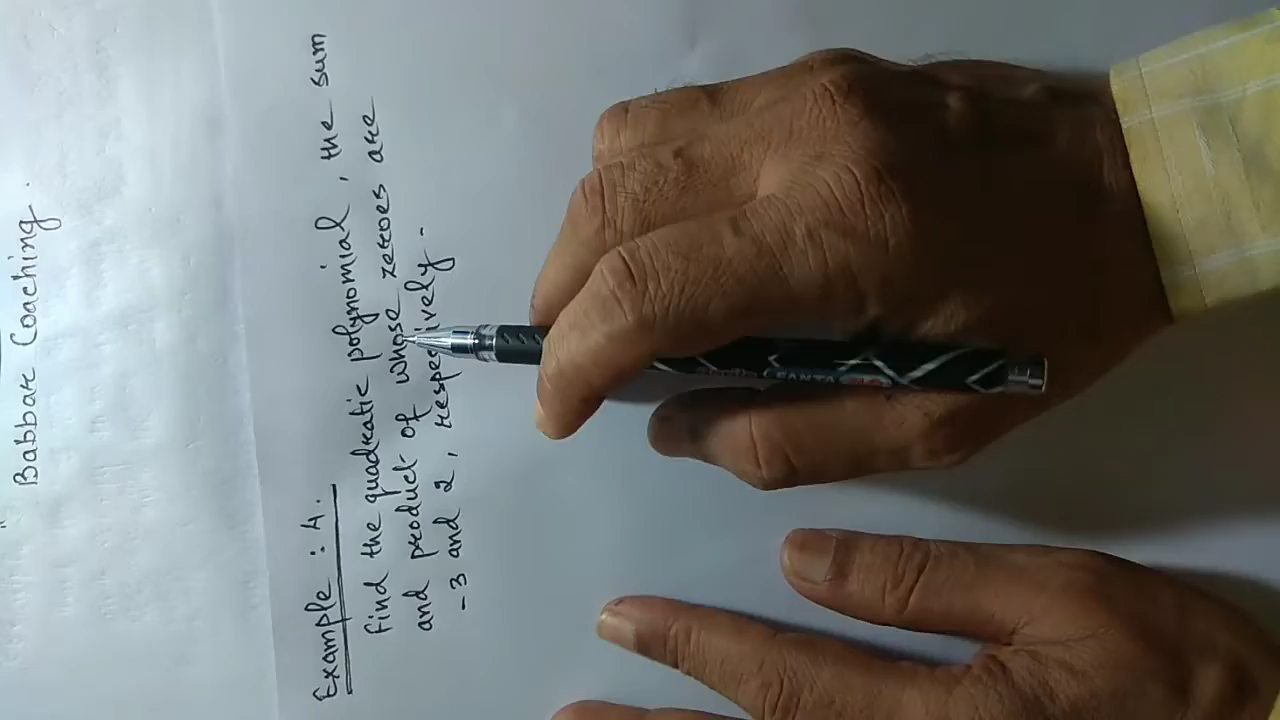 Babbar Coaching.
Example : 4.
Find the quadratic polynomial, the sum
and product of whose zeroes are
-3 and 2, respectively.